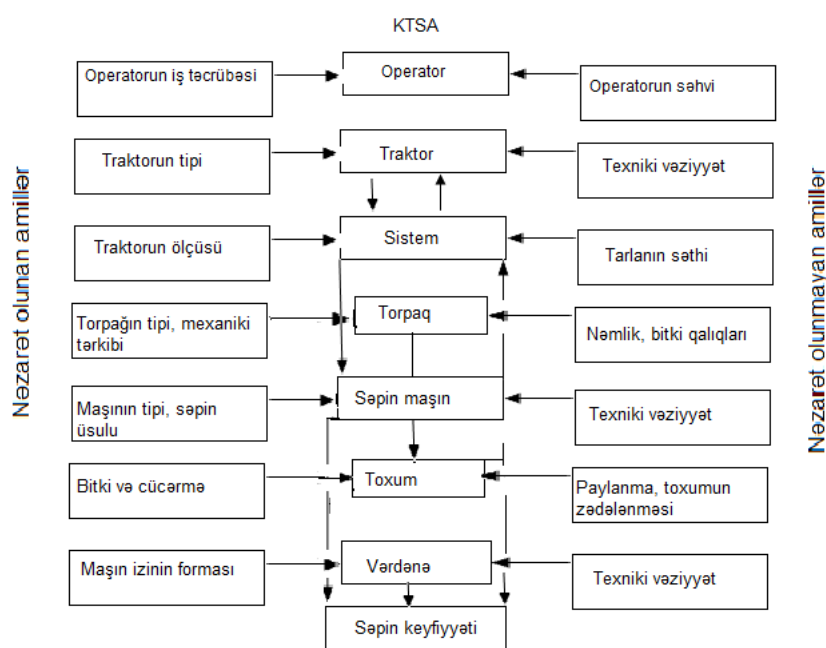 KTSA
Operatorun iş təcrübəsi
Operator
Operatorun səhvi
Traktorun tipi
Traktor
Texniki vəziyyət
Traktorun ölçüsü
Sistem
Tarlanın səthi
Torpağın tipi, mexaniki
tərkibi
Torpaq
Nəmlik, bitki qalıqları
Maşının tipi, səpin
üsulu
Səpin maşın
Texniki vəziyyət
Bitki və cücərmə
Toxum
Paylanma, toxumun
zədələnməsi
Maşın izinin forması
Vərdənə
Texniki vəziyyət
Səpin keyfiyyəti
Nəzarət olunan amillər
Nəzarət olunmayan amillər